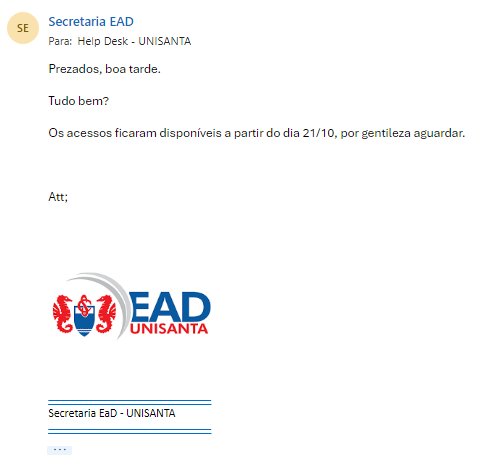 SE
Secretaria EAD
Para: Help Desk - UNISANTA
Prezados, boa tarde.
Tudo bem?
Os acessos ficaram disponíveis a partir do dia 21/10, por gentileza aguardar.
Att;
EAD
UNISANTA
Secretaria EaD - UNISANTA
...